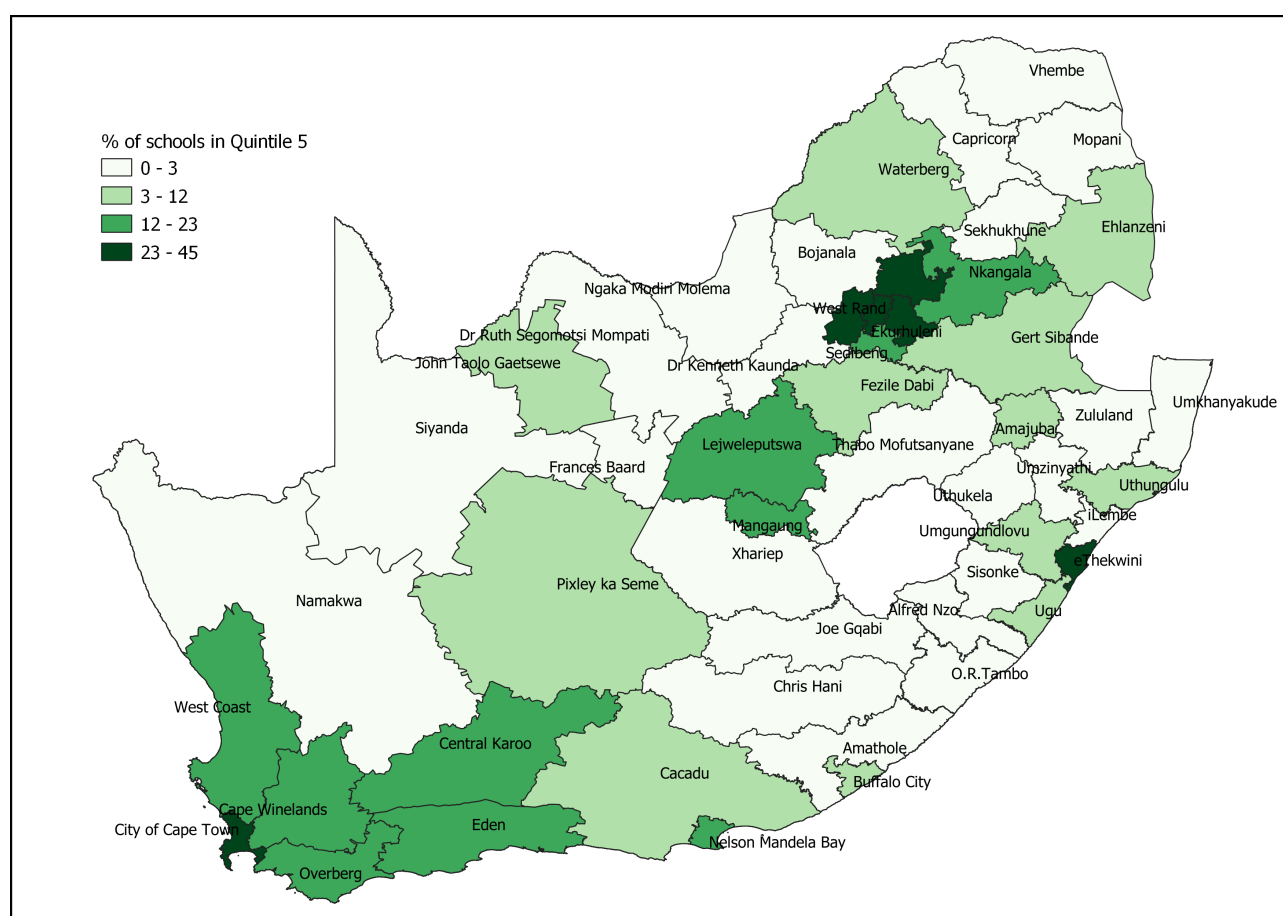 % of schools in Quintile 5
0 - 3
3 - 12
12 - 23
23 - 45
Vhembe
Capricorn
Mopani
Waterberg
Ehlanzeni
Sekhukhune
Bojanala
Nkangala
Ngaka Modiri Molema
West Rand
Ekurhuleni
Dr Ruth Segomotsi Mompati
Gert Sibande
Sedibeng
John Taolo Gaetsewe
Dr Kenneth Kaunda
Fezile Dabi
Umkhanyakude
Zululand
Siyanda
Amajuba
Lejweleputswa
Thabo Mofutsanyane
Frances Baard
Umzinyathi
Uthungulu
Uthukela
iLembe
Mangaung
Umgungundlovu
Xhariep
eThekwini
Sisonke
Pixley ka Seme
Namakwa
Alfred Nzo
Ugu
Joe Gqabi
O.R.Tambo
Chris Hani
West Coast
Central Karoo
Amathole
Cacadu
Buffalo City
Cape Winelands
Eden
City of Cape Town
Nelson Mandela Bay
Overberg